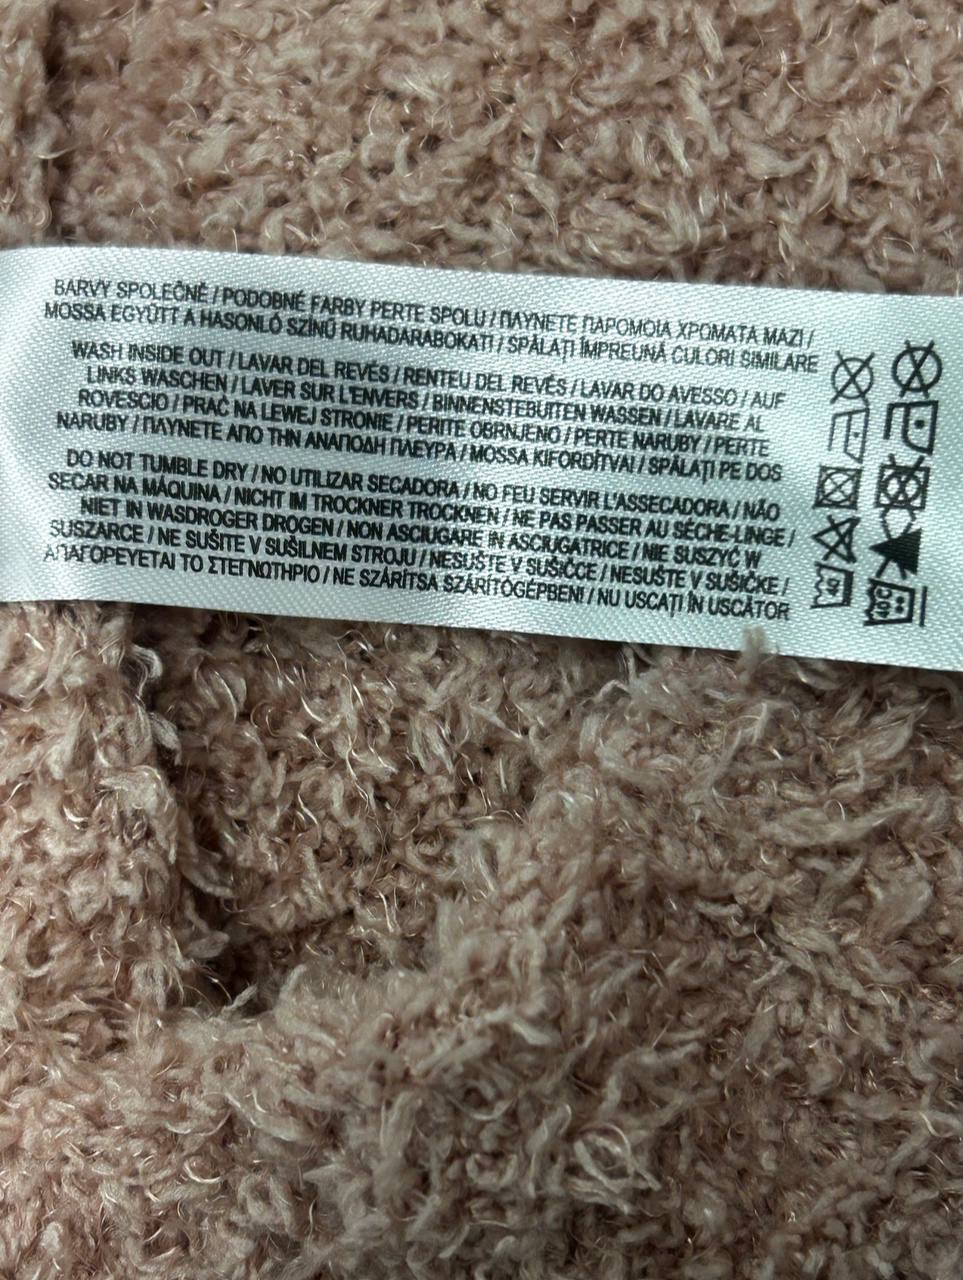 BARVY SPOLEČNĚ / PODOBNÉ FARBY PERTE SPOLU / ΠΛΥΝΕΤΕ ΠΑΡΟΜΟΙΑ ΧΡΩΜΑΤΑ ΜΑΖΙ /
MOSSA EGYÜTT A HASONLÓ SZÍNŰ RUHADARABOKAT! / SPĂLAȚI ÎMPREUNĂ CULORI SIMILARE
WASH INSIDE OUT / LAVAR DEL REVÉS / RENTEU DEL REVÉS / LAVAR DO AVESSO / AUF
LINKS WASCHEN / LAVER SUR L'ENVERS / BINNENSTEBUITEN WASSEN / LAVARE AL
ROVESCIO / PRAĆ NA LEWEJ STRONIE / PERITE OBRNJENO / PERTE NARUBY / PERTE
NARUBY / ΠΛΥΝΕΤΕ ΑΠΟ ΤΗΝ ΑΝΑΠΟΔΗ ΠΛΕΥΡΑ / MOSSA KIFORDÍTVA! / SPĂLAȚI PE DOS
DO NOT TUMBLE DRY / NO UTILIZAR SECADORA / NO FEU SERVIR L'ASSECADORA / NÃO
SECAR NA MÁQUINA / NICHT IM TROCKNER TROCKNEN / NE PAS PASSER AU SÈCHE-LINGE /
NIET IN WASDROGER DROGEN / NON ASCIUGARE IN ASCIUGATRICE / NIE SUSZYĆ W
SUSZARCE / NE SUŠITE V SUŠILNEM STROJU / NESUŠTE V SUŠIČCE / NESUŠTE V SUŠIČKE /
ΑΠΑΓΟΡΕΥΕΤΑΙ ΤΟ ΣΤΕΓΝΩΤΗΡΙΟ / NE SZÁRÍTSA SZÁRÍTÓGÉPBEN! / NU USCAȚI ÎN USCĂTOR